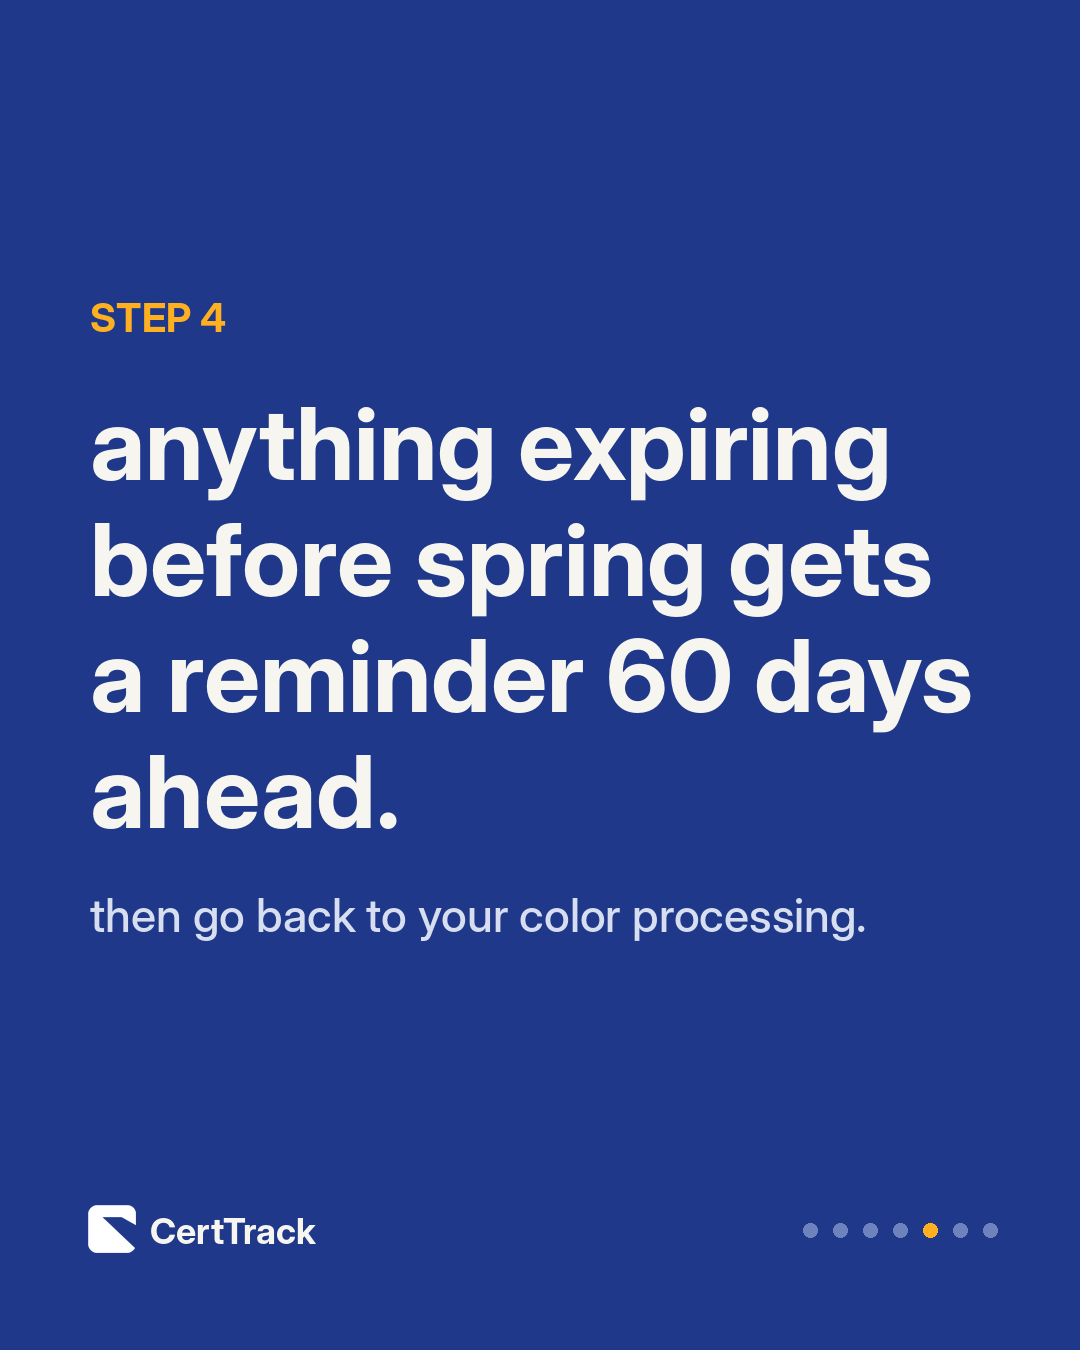 STEP 4
anything expiring
before spring gets
a reminder 60 days
ahead.
then go back to your color processing.
CertTrack